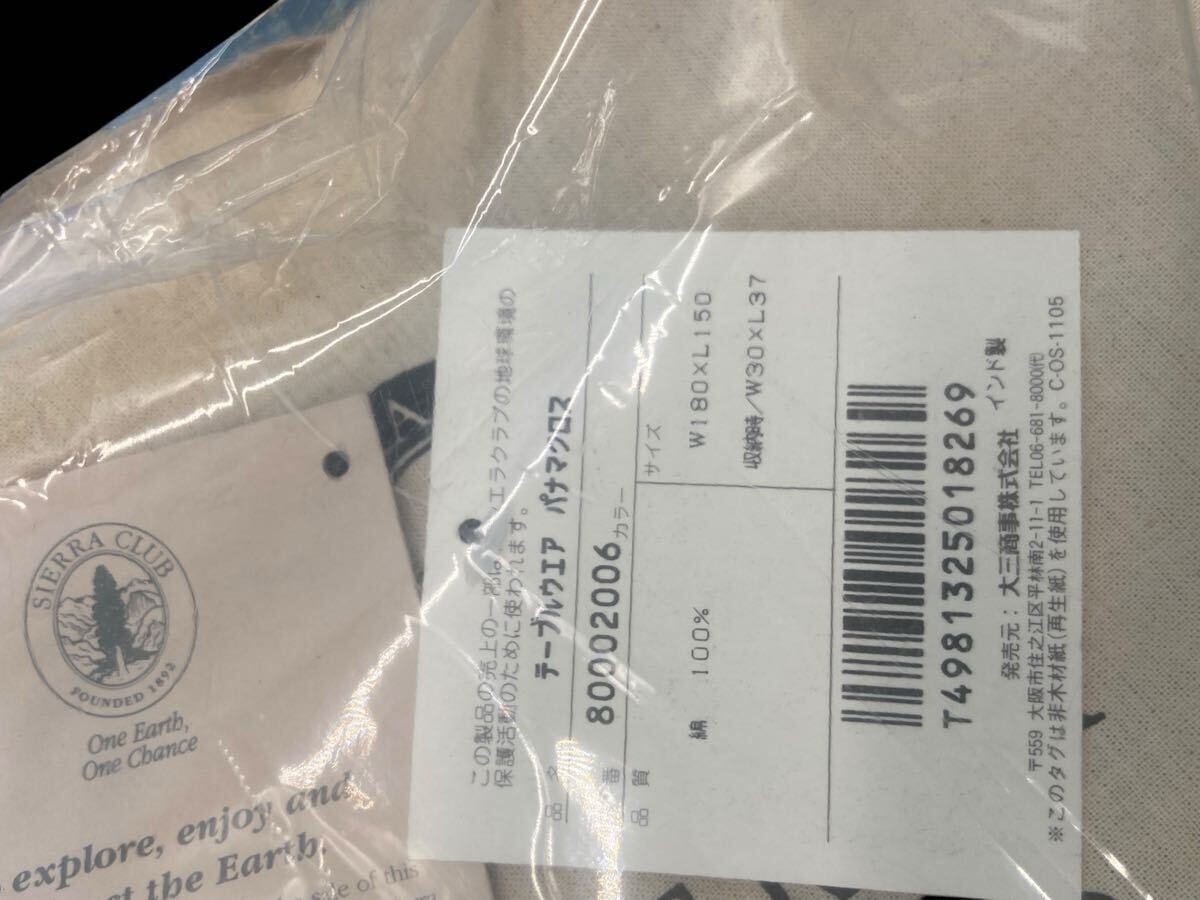 SIERRA CLUB
FOUNDED 1892
One Earth,
One Chance
explore, enjoy and
the Earth.
sale of this
この製品の売上の一部は エラクラブの地球環境の
保護活動のために使われます。
品 テーブルウエア パナマクロス
品番 80002006
カラー
品質
サイズ
綿 100%
W180×L150
収納時/W30×L37
T4981325018269
発売元：大三商事株式会社 インド製
〒559 大阪市住之江区平林南2-11-1 TEL06-681-8000㈹
※このタグは非木材紙(再生紙)を使用しています。C-OS-1105